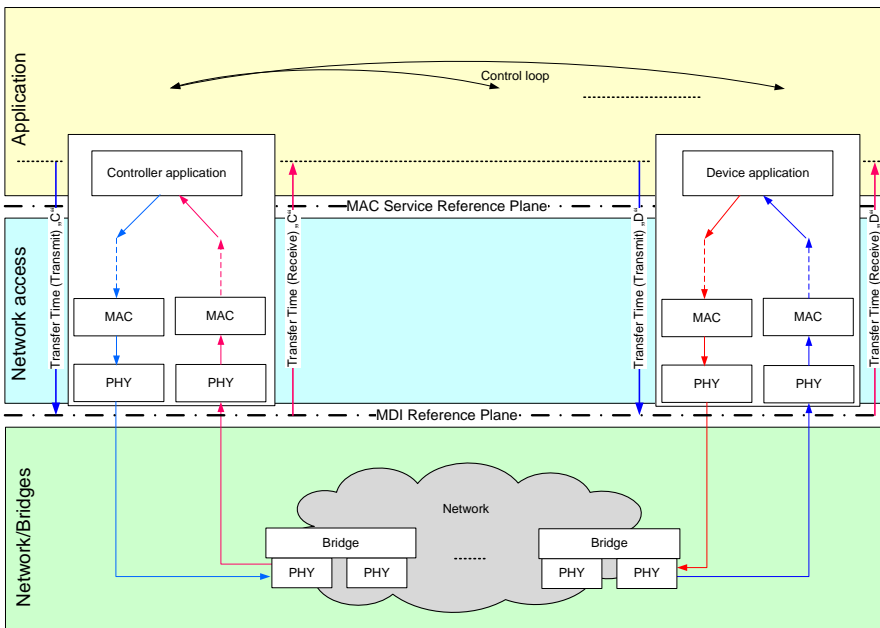 Application
Control loop
Controller application
Device application
MAC Service Reference Plane
Network access
Transfer Time (Transmit) „C“
Transfer Time (Receive) „C“
Transfer Time (Transmit) „D“
Transfer Time (Receive) „D“
MAC
MAC
MAC
MAC
PHY
PHY
PHY
PHY
MDI Reference Plane
Network/Bridges
Network
Bridge
Bridge
PHY
PHY
PHY
PHY